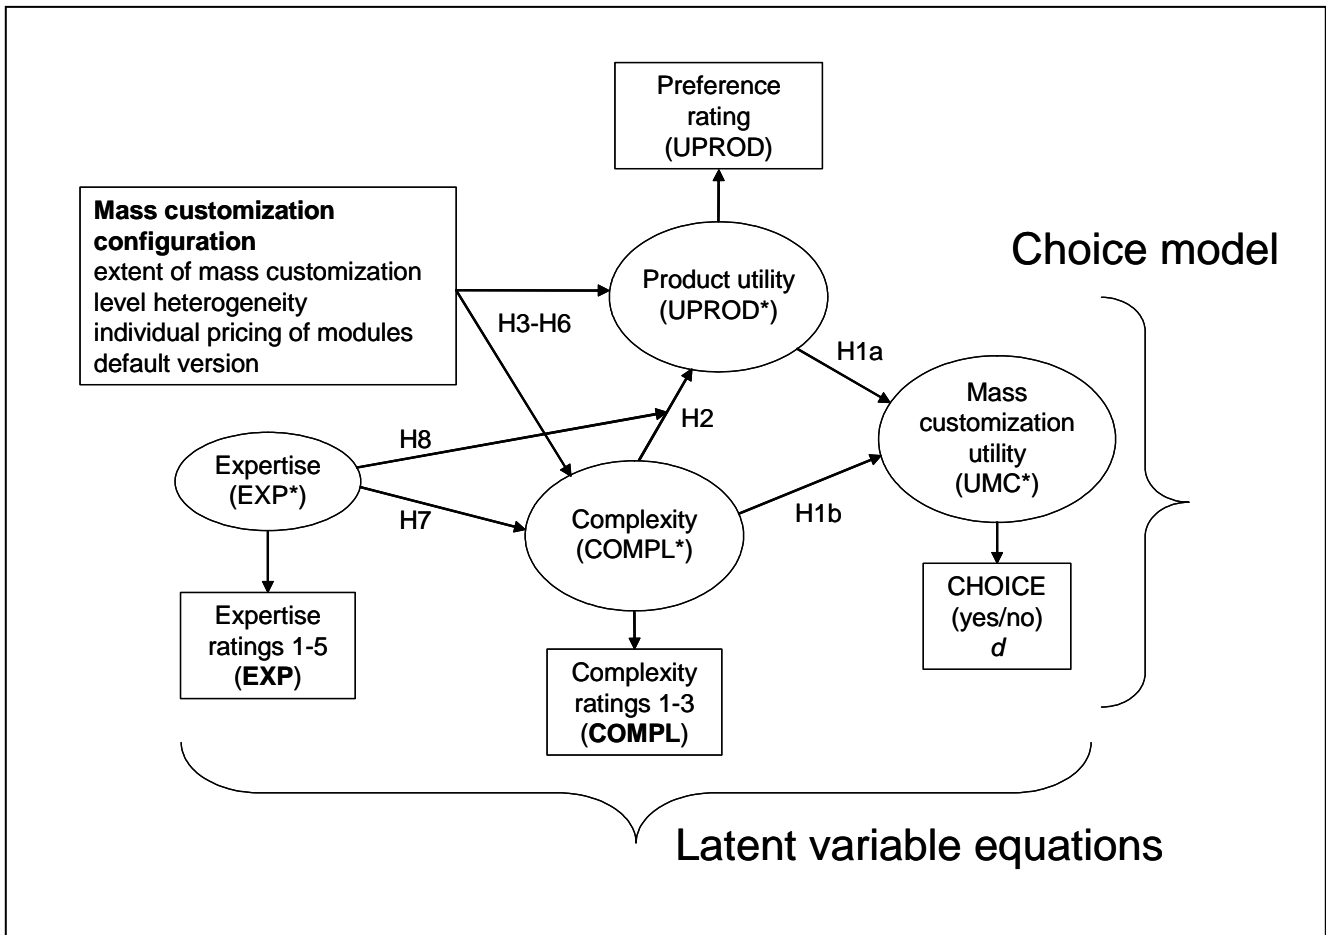 Preference
rating
(UPROD)
Mass customization
configuration
extent of mass customization
level heterogeneity
individual pricing of modules
default version
Choice model
Product utility
(UPROD*)
H3-H6
H1a
Mass
customization
utility
(UMC*)
H2
H8
Expertise
(EXP*)
H7
Complexity
(COMPL*)
H1b
CHOICE
(yes/no)
d
Expertise
ratings 1-5
(EXP)
Complexity
ratings 1-3
(COMPL)
Latent variable equations